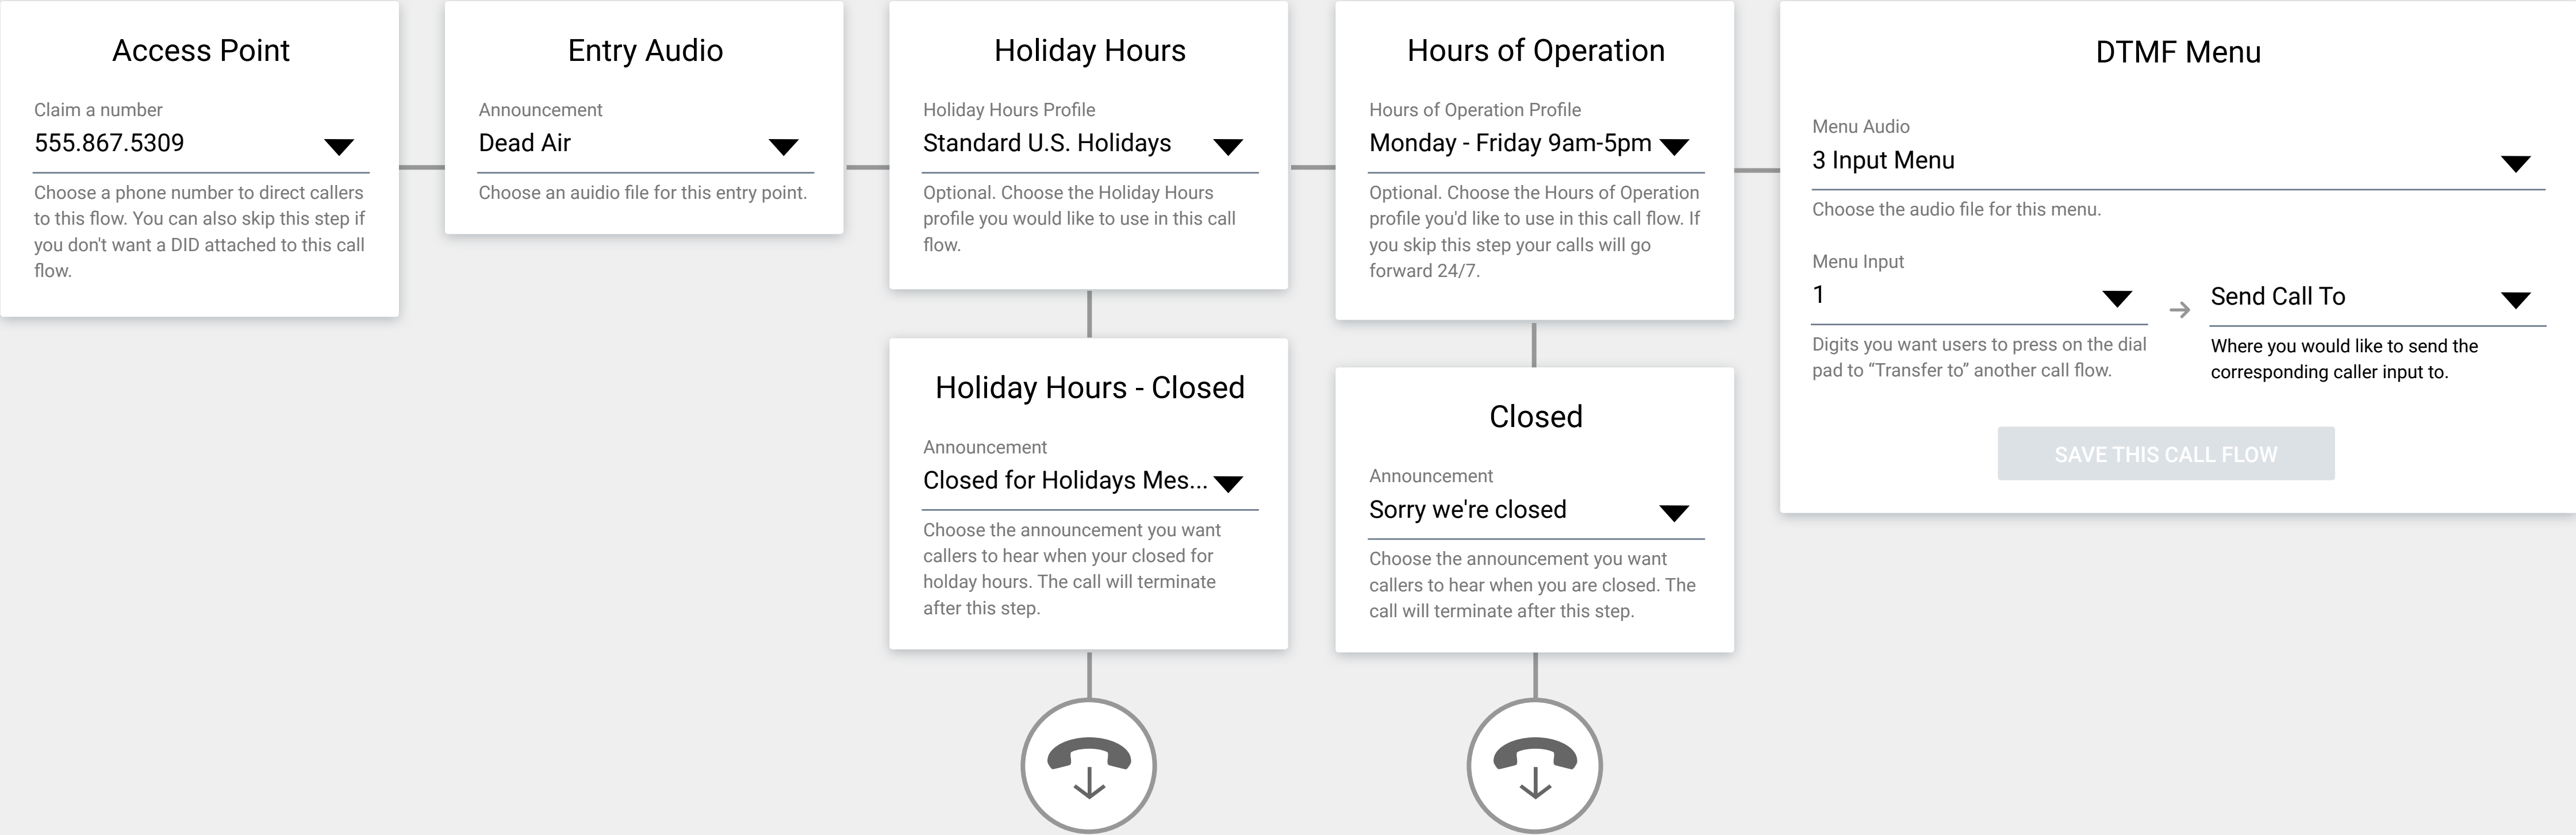 Access Point
Claim a number
555.867.5309
Choose a phone number to direct callers
to this flow. You can also skip this step if
you don't want a DID attached to this call
flow.
Entry Audio
Announcement
Dead Air
Choose an auidio file for this entry point.
Holiday Hours
Holiday Hours Profile
Standard U.S. Holidays
Optional. Choose the Holiday Hours
profile you would like to use in this call
flow.
Holiday Hours - Closed
Announcement
Closed for Holidays Mes...
Choose the announcement you want
callers to hear when your closed for
holday hours. The call will terminate
after this step.
Hours of Operation
Hours of Operation Profile
Monday - Friday 9am-5pm
Optional. Choose the Hours of Operation
profile you'd like to use in this call flow. If
you skip this step your calls will go
forward 24/7.
Closed
Announcement
Sorry we're closed
Choose the announcement you want
callers to hear when you are closed. The
call will terminate after this step.
DTMF Menu
Menu Audio
3 Input Menu
Choose the audio file for this menu.
Menu Input
1
Digits you want users to press on the dial
pad to “Transfer to” another call flow.
Send Call To
Where you would like to send the
corresponding caller input to.
SAVE THIS CALL FLOW